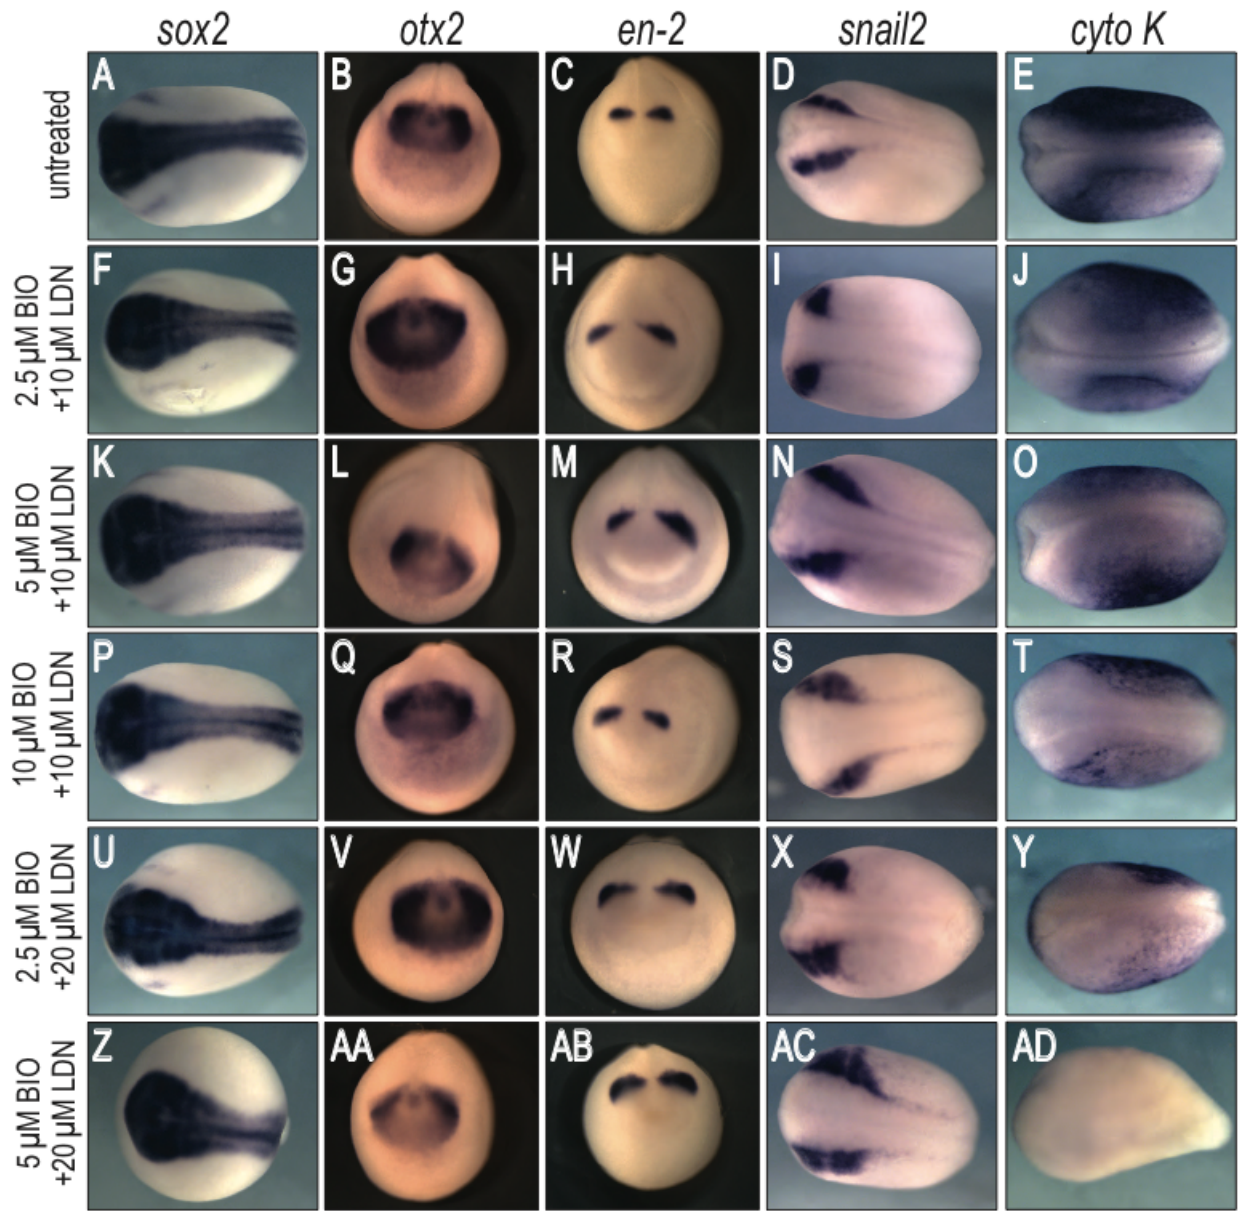 sox2 otx2 en-2 snail2 cyto K
untreated
A B C D E
2.5 µM BIO
+10 µM LDN
F G H I J
5 µM BIO
+10 µM LDN
K L M N O
10 µM BIO
+10 µM LDN
P Q R S T
2.5 µM BIO
+20 µM LDN
U V W X Y
5 µM BIO
+20 µM LDN
Z AA AB AC AD